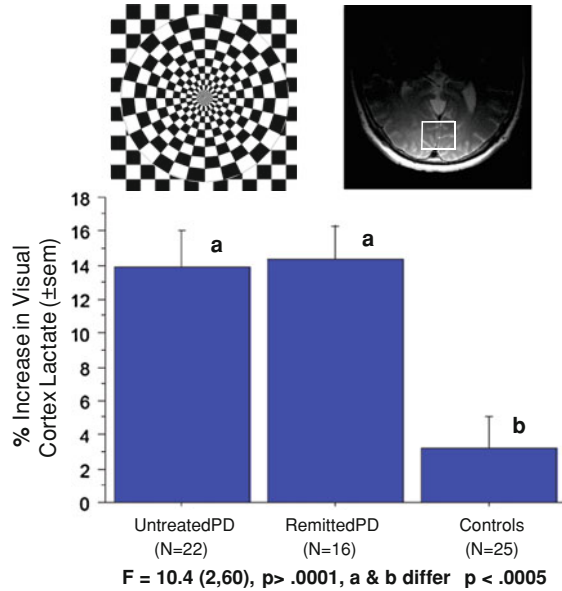 18
16
14
12
10
8
6
4
2
0
% Increase in Visual
Cortex Lactate (±sem)
a
a
b
UntreatedPD
RemittedPD
Controls
(N=22)
(N=16)
(N=25)
F = 10.4 (2,60), p> .0001, a & b differ p < .0005